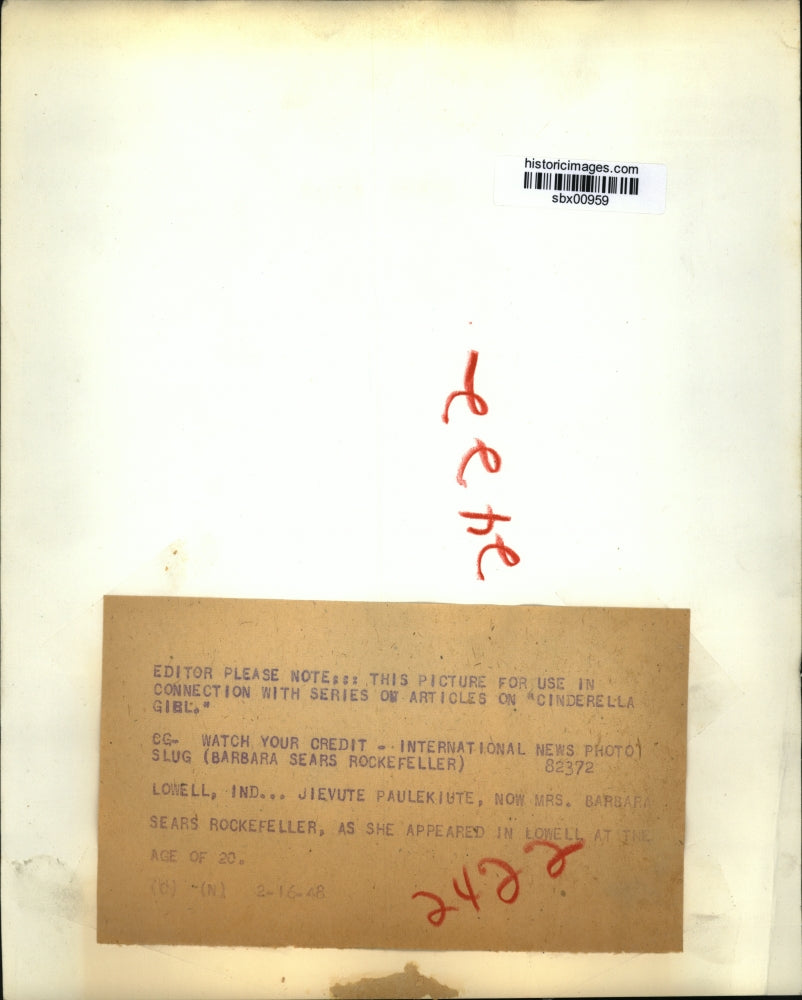 historicimages.com
sbx00959
2422
EDITOR PLEASE NOTE::: THIS PICTURE FOR USE IN
CONNECTION WITH SERIES OF ARTICLES ON "CINDERELLA
GIRL."
CG- WATCH YOUR CREDIT - INTERNATIONAL NEWS PHOTO
SLUG (BARBARA SEARS ROCKEFELLER) 82372
LOWELL, IND... JIEVUTE PAULEKIUTE, NOW MRS. BARBARA
SEARS ROCKEFELLER, AS SHE APPEARED IN LOWELL AT THE
AGE OF 20.
(N) 2-16-48
2422